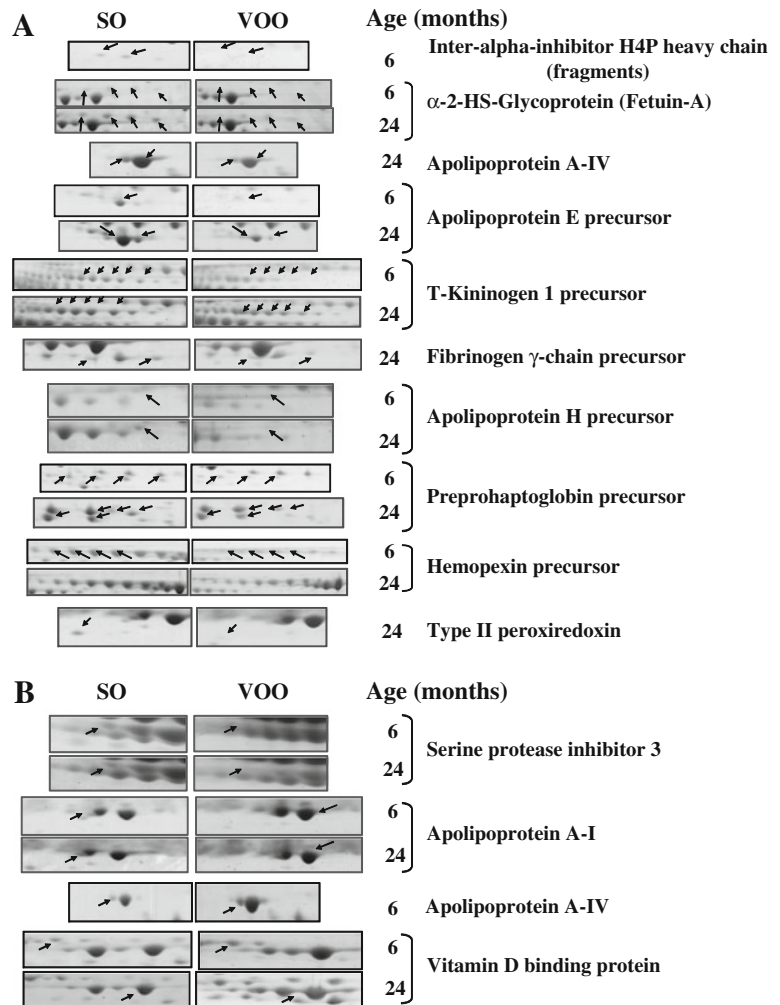 A SO VOO Age (months)
6 Inter-alpha-inhibitor H4P heavy chain
(fragments)
6
α-2-HS-Glycoprotein (Fetuin-A)
24
24 Apolipoprotein A-IV
6
Apolipoprotein E precursor
24
6
T-Kininogen 1 precursor
24
24 Fibrinogen γ-chain precursor
6
Apolipoprotein H precursor
24
6
Preprohaptoglobin precursor
24
6
Hemopexin precursor
24
24 Type II peroxiredoxin
B SO VOO Age (months)
6
Serine protease inhibitor 3
24
6
Apolipoprotein A-I
24
6 Apolipoprotein A-IV
6
Vitamin D binding protein
24